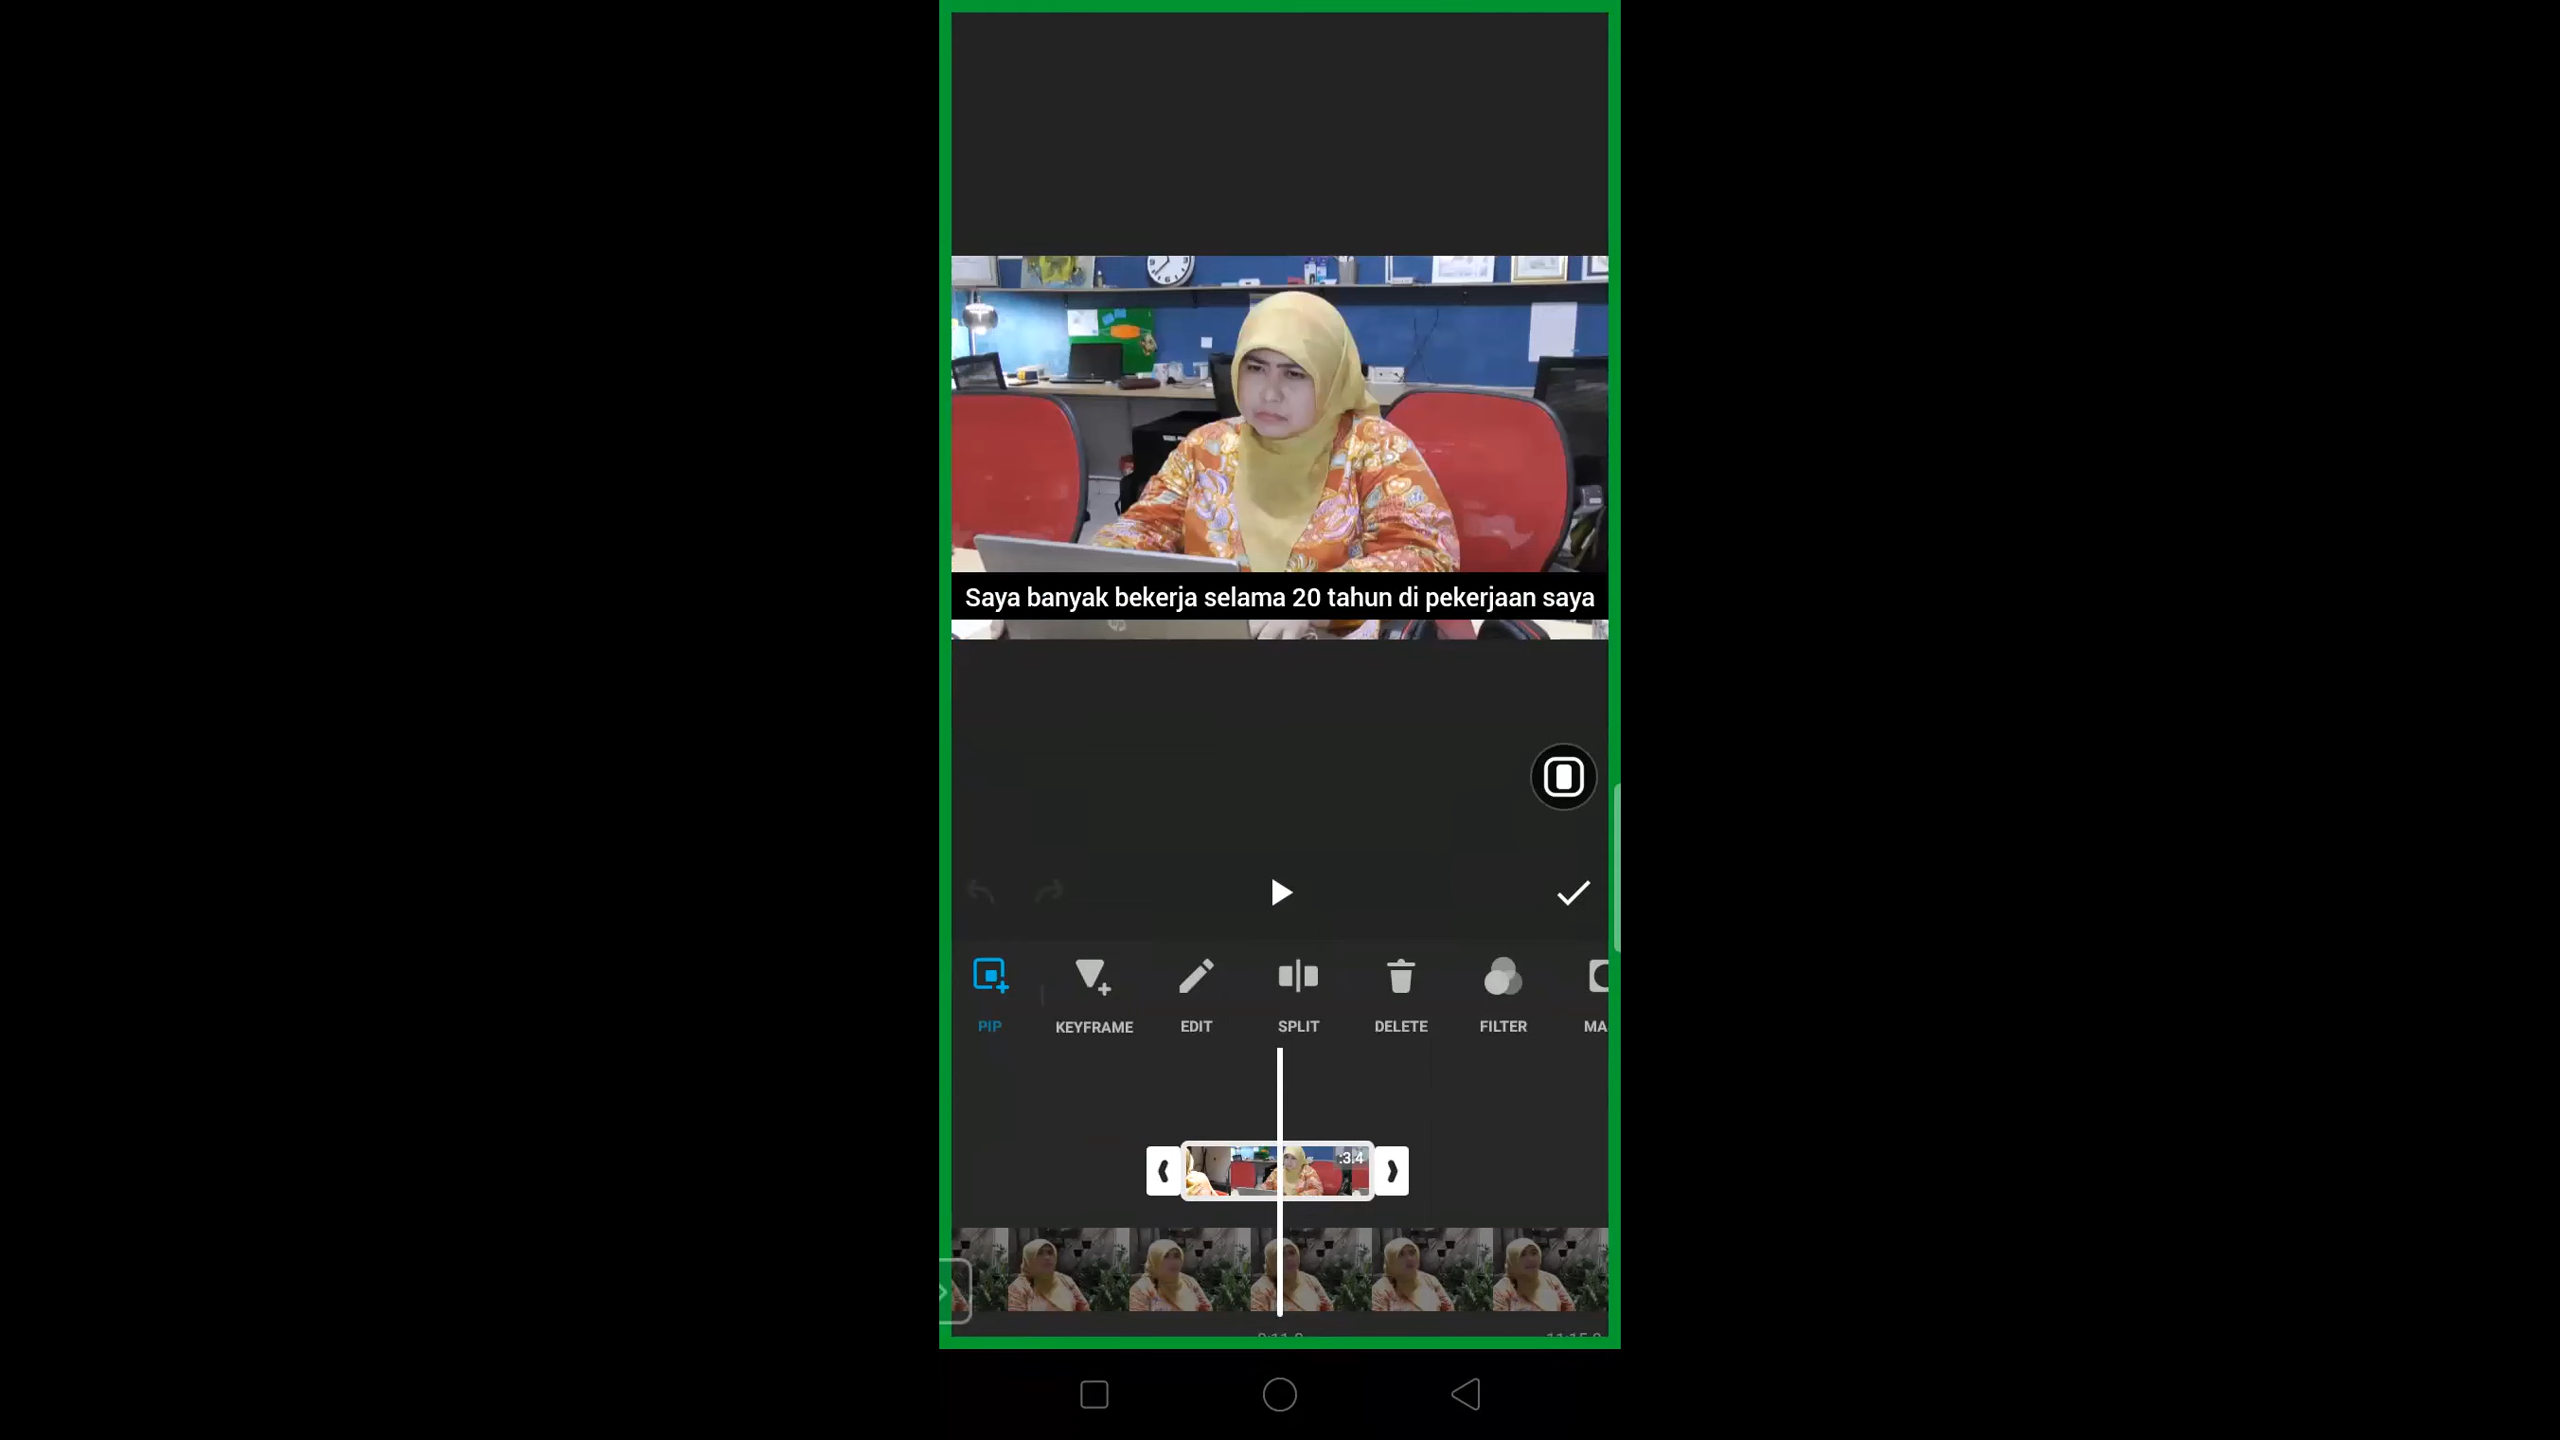 Saya banyak bekerja selama 20 tahun di pekerjaan saya
PIP
KEYFRAME
EDIT
SPLIT
DELETE
FILTER
MA
:3.4